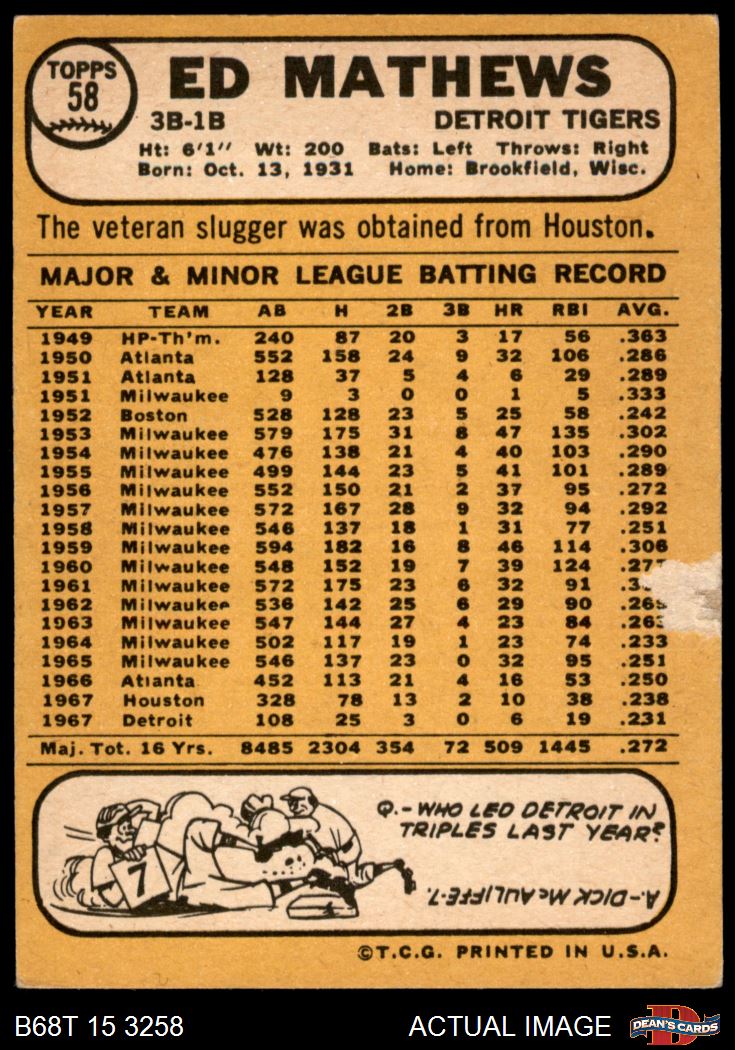 TOPPS
58
ED MATHEWS
3B-1B DETROIT TIGERS
Ht: 6'1" Wt: 200 Bats: Left Throws: Right
Born: Oct. 13, 1931 Home: Brookfield, Wisc.
The veteran slugger was obtained from Houston.
MAJOR & MINOR LEAGUE BATTING RECORD
YEAR TEAM AB H 2B 3B HR RBI AVG.
1949 HP-Th'm. 240 87 20 3 17 56 .363
1950 Atlanta 552 158 24 9 32 106 .286
1951 Atlanta 128 37 5 4 6 29 .289
1951 Milwaukee 9 3 0 0 1 5 .333
1952 Boston 528 128 23 5 25 58 .242
1953 Milwaukee 579 175 31 8 47 135 .302
1954 Milwaukee 476 138 21 4 40 103 .290
1955 Milwaukee 499 144 23 5 41 101 .289
1956 Milwaukee 552 150 21 2 37 95 .272
1957 Milwaukee 572 167 28 9 32 94 .292
1958 Milwaukee 546 137 18 1 31 77 .251
1959 Milwaukee 594 182 16 8 46 114 .306
1960 Milwaukee 548 152 19 7 39 124
1961 Milwaukee 572 175 23 6 32 91
1962 Milwaukee 536 142 25 6 29 90
1963 Milwaukee 547 144 27 4 23 84 .263
1964 Milwaukee 502 117 19 1 23 74 .233
1965 Milwaukee 546 137 23 0 32 95 .251
1966 Atlanta 452 113 21 4 16 53 .250
1967 Houston 328 78 13 2 10 38 .238
1967 Detroit 108 25 3 0 6 19 .231
Maj. Tot. 16 Yrs. 8485 2304 354 72 509 1445 .272
Q.-WHO LED DETROIT IN
TRIPLES LAST YEAR?
7
A.-DICK McAULIFFE-7.
©T.C.G. PRINTED IN U.S.A.
B68T 15 3258 ACTUAL IMAGE DEAN'S CARDS